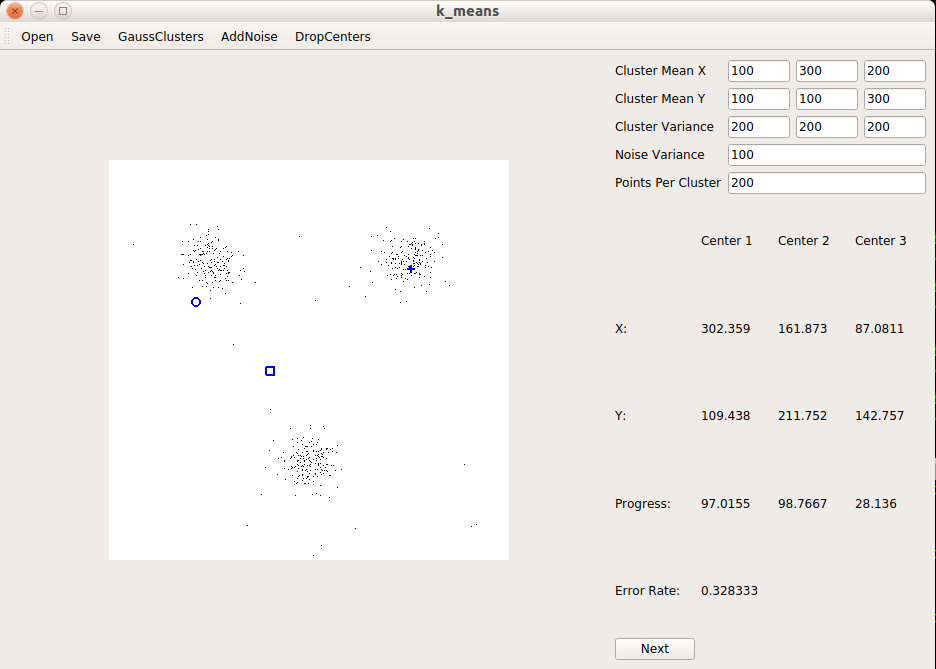 k_means
Open Save GaussClusters AddNoise DropCenters
Cluster Mean X 100 300 200
Cluster Mean Y 100 100 300
Cluster Variance 200 200 200
Noise Variance 100
Points Per Cluster 200
Center 1 Center 2 Center 3
X: 302.359 161.873 87.0811
Y: 109.438 211.752 142.757
Progress: 97.0155 98.7667 28.136
Error Rate: 0.328333
Next